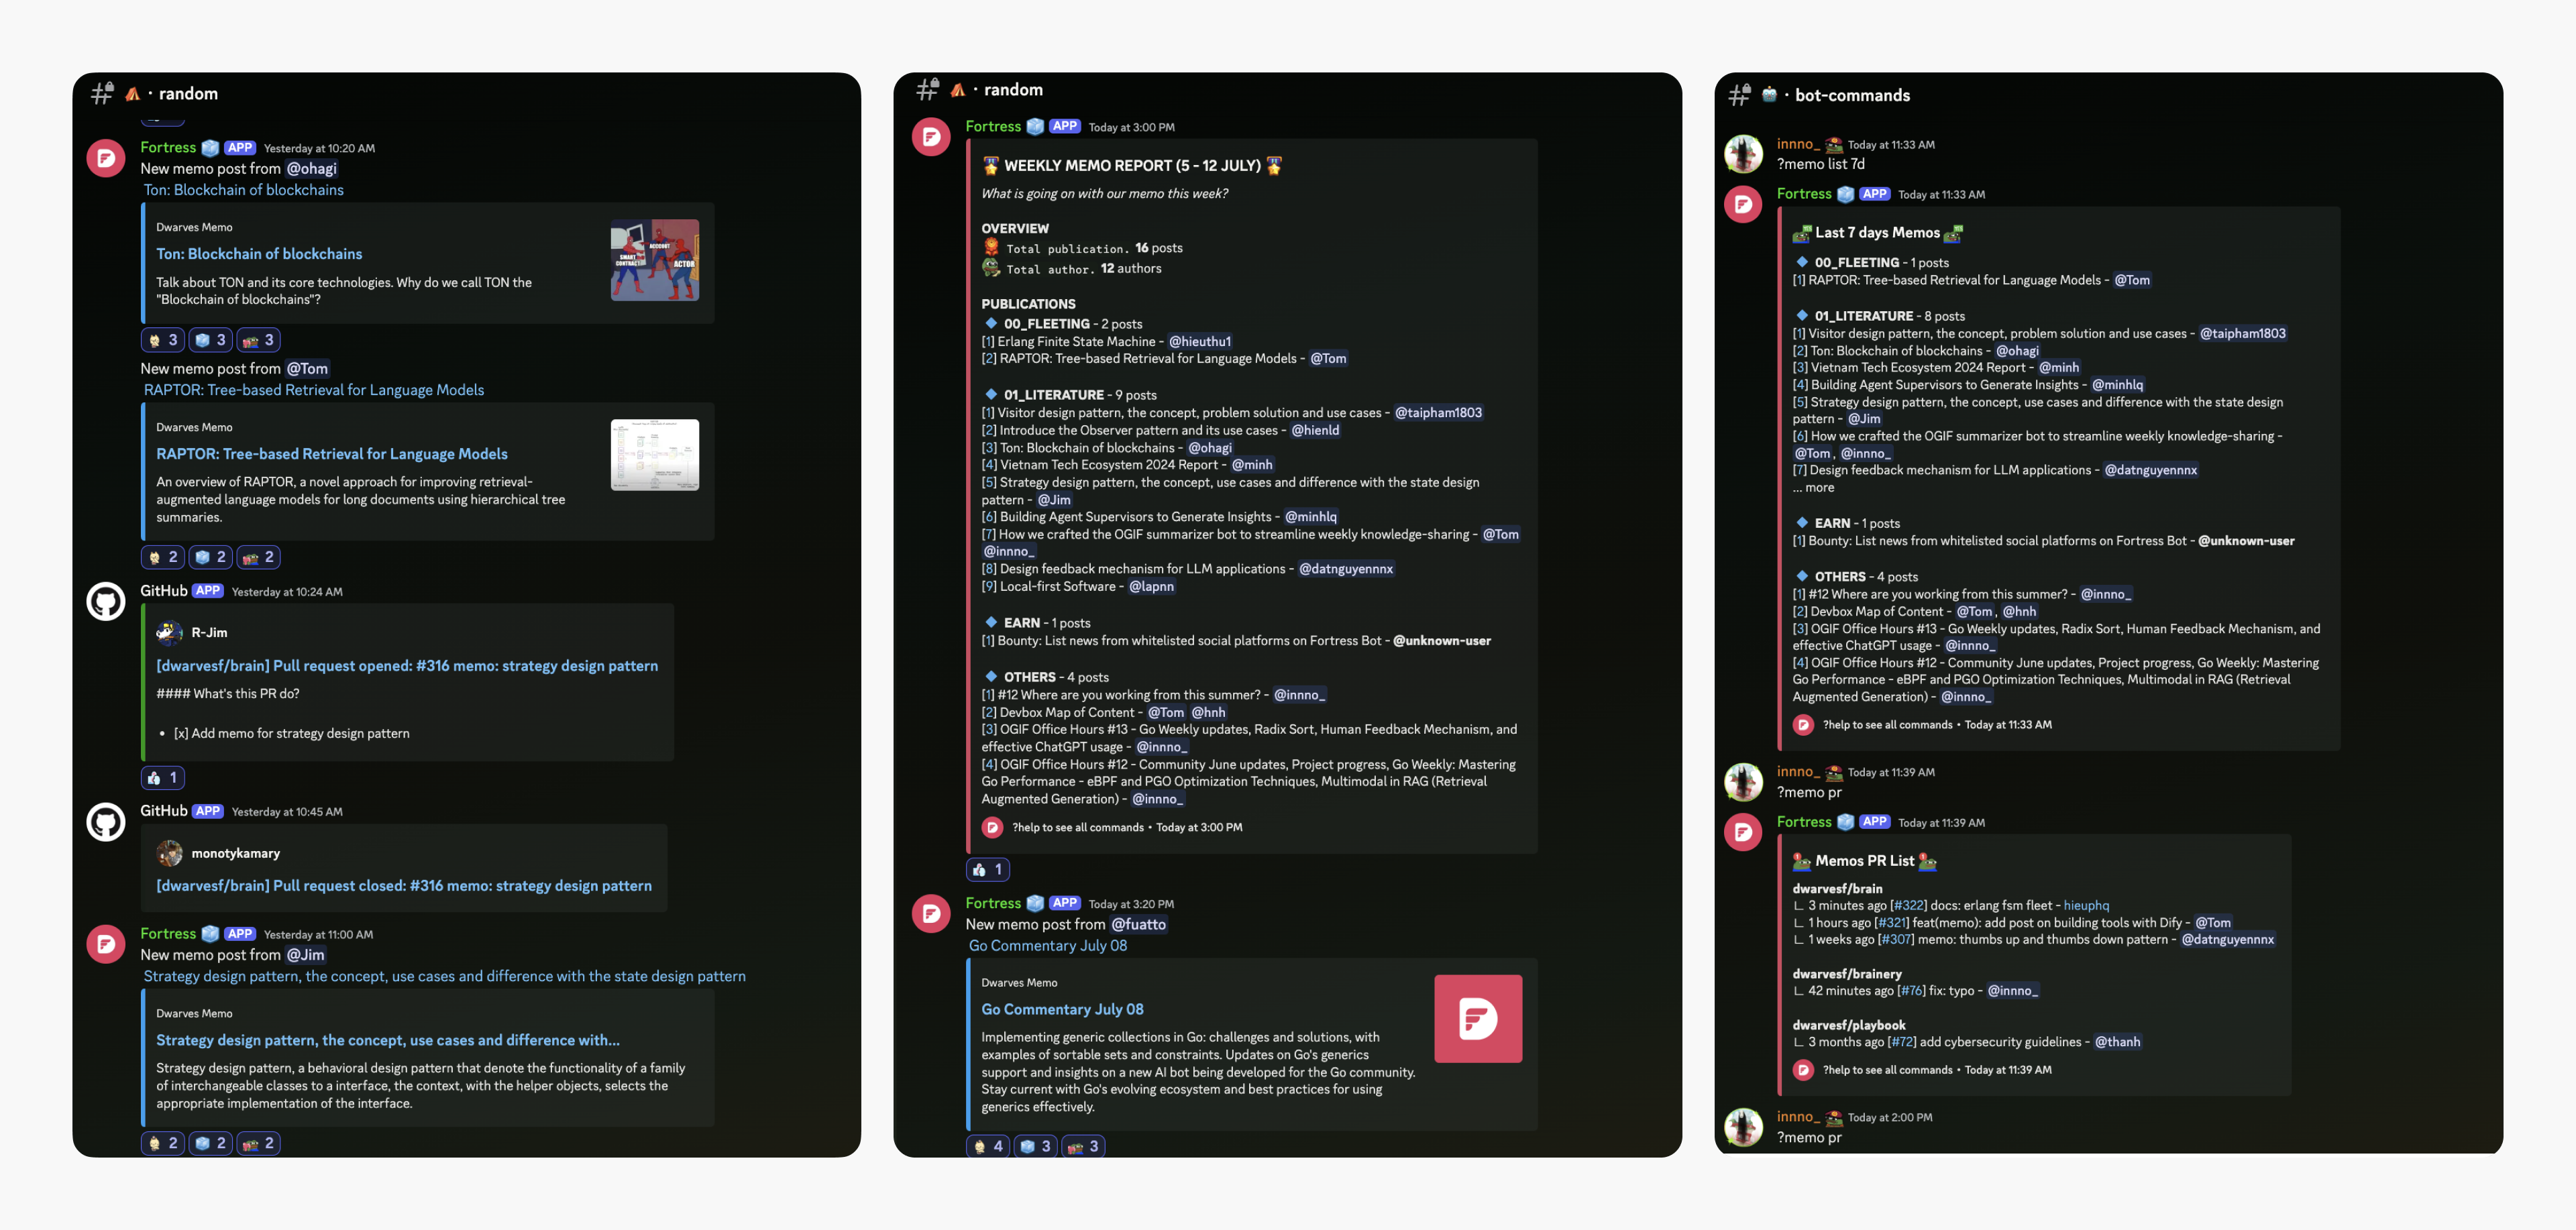 · random
Fortress APP Yesterday at 10:20 AM
New memo post from @ohagi
Ton: Blockchain of blockchains
Dwarves Memo
Ton: Blockchain of blockchains
Talk about TON and its core technologies. Why do we call TON the
"Blockchain of blockchains"?
SMART CONTRACT
ACCOUNT
ACTOR
3 3 3
New memo post from @Tom
RAPTOR: Tree-based Retrieval for Language Models
Dwarves Memo
RAPTOR: Tree-based Retrieval for Language Models
An overview of RAPTOR, a novel approach for improving retrieval-
augmented language models for long documents using hierarchical tree
summaries.
2 2 2
GitHub APP Yesterday at 10:24 AM
R-Jim
[dwarvesf/brain] Pull request opened: #316 memo: strategy design pattern
#### What's this PR do?
• [x] Add memo for strategy design pattern
1
GitHub APP Yesterday at 10:45 AM
monotykamary
[dwarvesf/brain] Pull request closed: #316 memo: strategy design pattern
Fortress APP Yesterday at 11:00 AM
New memo post from @Jim
Strategy design pattern, the concept, use cases and difference with the state design pattern
Dwarves Memo
Strategy design pattern, the concept, use cases and difference with...
Strategy design pattern, a behavioral design pattern that denote the functionality of a family
of interchangeable classes to a interface, the context, with the helper objects, selects the
appropriate implementation of the interface.
2 2 2
· random
Fortress APP Today at 3:00 PM
WEEKLY MEMO REPORT (5 - 12 JULY)
What is going on with our memo this week?
OVERVIEW
Total publication. 16 posts
Total author. 12 authors
PUBLICATIONS
00_FLEETING - 2 posts
[1] Erlang Finite State Machine - @hieuthu1
[2] RAPTOR: Tree-based Retrieval for Language Models - @Tom
01_LITERATURE - 9 posts
[1] Visitor design pattern, the concept, problem solution and use cases - @taipham1803
[2] Introduce the Observer pattern and its use cases - @hienld
[3] Ton: Blockchain of blockchains - @ohagi
[4] Vietnam Tech Ecosystem 2024 Report - @minh
[5] Strategy design pattern, the concept, use cases and difference with the state design
pattern - @Jim
[6] Building Agent Supervisors to Generate Insights - @minhlq
[7] How we crafted the OGIF summarizer bot to streamline weekly knowledge-sharing - @Tom
@innno_
[8] Design feedback mechanism for LLM applications - @datnguyennnx
[9] Local-first Software - @lapnn
EARN - 1 posts
[1] Bounty: List news from whitelisted social platforms on Fortress Bot - @unknown-user
OTHERS - 4 posts
[1] #12 Where are you working from this summer? - @innno_
[2] Devbox Map of Content - @Tom @hnh
[3] OGIF Office Hours #13 - Go Weekly updates, Radix Sort, Human Feedback Mechanism, and
effective ChatGPT usage - @innno_
[4] OGIF Office Hours #12 - Community June updates, Project progress, Go Weekly: Mastering
Go Performance - eBPF and PGO Optimization Techniques, Multimodal in RAG (Retrieval
Augmented Generation) - @innno_
?help to see all commands • Today at 3:00 PM
1
Fortress APP Today at 3:20 PM
New memo post from @fuatto
Go Commentary July 08
Dwarves Memo
Go Commentary July 08
Implementing generic collections in Go: challenges and solutions, with
examples of sortable sets and constraints. Updates on Go's generics
support and insights on a new AI bot being developed for the Go community.
Stay current with Go's evolving ecosystem and best practices for using
generics effectively.
4 3 3
· bot-commands
innno_ Today at 11:33 AM
?memo list 7d
Fortress APP Today at 11:33 AM
Last 7 days Memos
00_FLEETING - 1 posts
[1] RAPTOR: Tree-based Retrieval for Language Models - @Tom
01_LITERATURE - 8 posts
[1] Visitor design pattern, the concept, problem solution and use cases - @taipham1803
[2] Ton: Blockchain of blockchains - @ohagi
[3] Vietnam Tech Ecosystem 2024 Report - @minh
[4] Building Agent Supervisors to Generate Insights - @minhlq
[5] Strategy design pattern, the concept, use cases and difference with the state design
pattern - @Jim
[6] How we crafted the OGIF summarizer bot to streamline weekly knowledge-sharing -
@Tom , @innno_
[7] Design feedback mechanism for LLM applications - @datnguyennnx
... more
EARN - 1 posts
[1] Bounty: List news from whitelisted social platforms on Fortress Bot - @unknown-user
OTHERS - 4 posts
[1] #12 Where are you working from this summer? - @innno_
[2] Devbox Map of Content - @Tom , @hnh
[3] OGIF Office Hours #13 - Go Weekly updates, Radix Sort, Human Feedback Mechanism, and
effective ChatGPT usage - @innno_
[4] OGIF Office Hours #12 - Community June updates, Project progress, Go Weekly: Mastering
Go Performance - eBPF and PGO Optimization Techniques, Multimodal in RAG (Retrieval
Augmented Generation) - @innno_
?help to see all commands • Today at 11:33 AM
innno_ Today at 11:39 AM
?memo pr
Fortress APP Today at 11:39 AM
Memos PR List
dwarvesf/brain
∟ 3 minutes ago [#322] docs: erlang fsm fleet - hieuphq
∟ 1 hours ago [#321] feat(memo): add post on building tools with Dify - @Tom
∟ 1 weeks ago [#307] memo: thumbs up and thumbs down pattern - @datnguyennnx
dwarvesf/brainery
∟ 42 minutes ago [#76] fix: typo - @innno_
dwarvesf/playbook
∟ 3 months ago [#72] add cybersecurity guidelines - @thanh
?help to see all commands • Today at 11:39 AM
innno_ Today at 2:00 PM
?memo pr